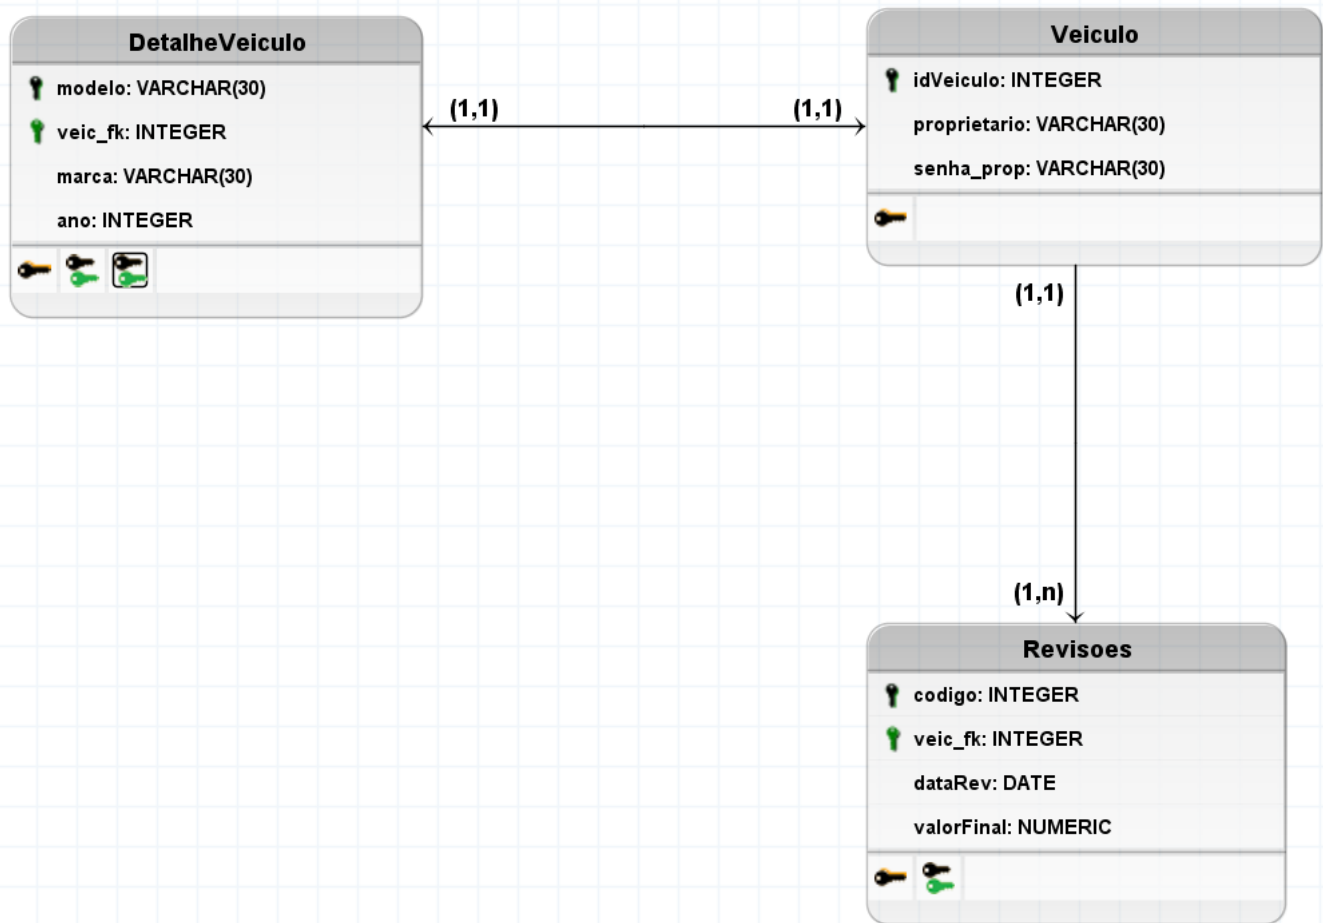 DetalheVeiculo
modelo: VARCHAR(30)
veic_fk: INTEGER
marca: VARCHAR(30)
ano: INTEGER
(1,1)
(1,1)
Veiculo
idVeiculo: INTEGER
proprietario: VARCHAR(30)
senha_prop: VARCHAR(30)
(1,1)
(1,n)
Revisoes
codigo: INTEGER
veic_fk: INTEGER
dataRev: DATE
valorFinal: NUMERIC